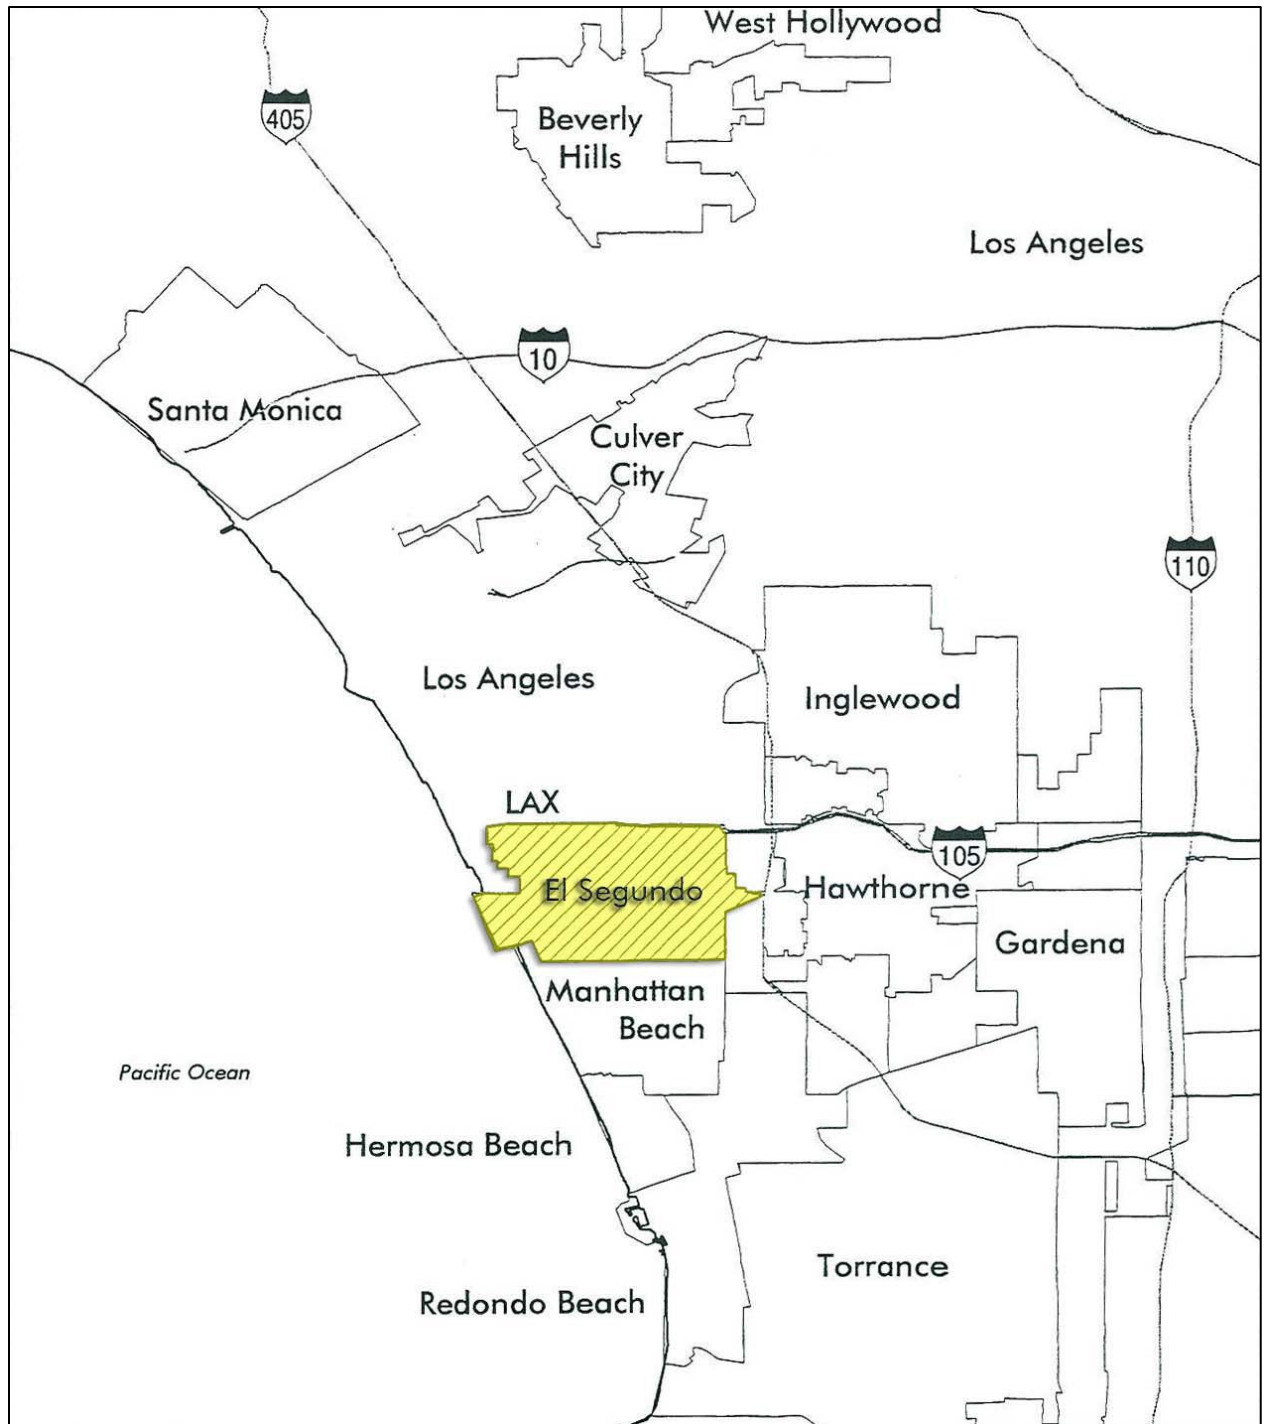 West Hollywood
405
Beverly
Hills
Los Angeles
10
Santa Monica
Culver
City
110
Los Angeles
Inglewood
LAX
105
El Segundo
Hawthorne
Gardena
Manhattan
Beach
Pacific Ocean
Hermosa Beach
Torrance
Redondo Beach